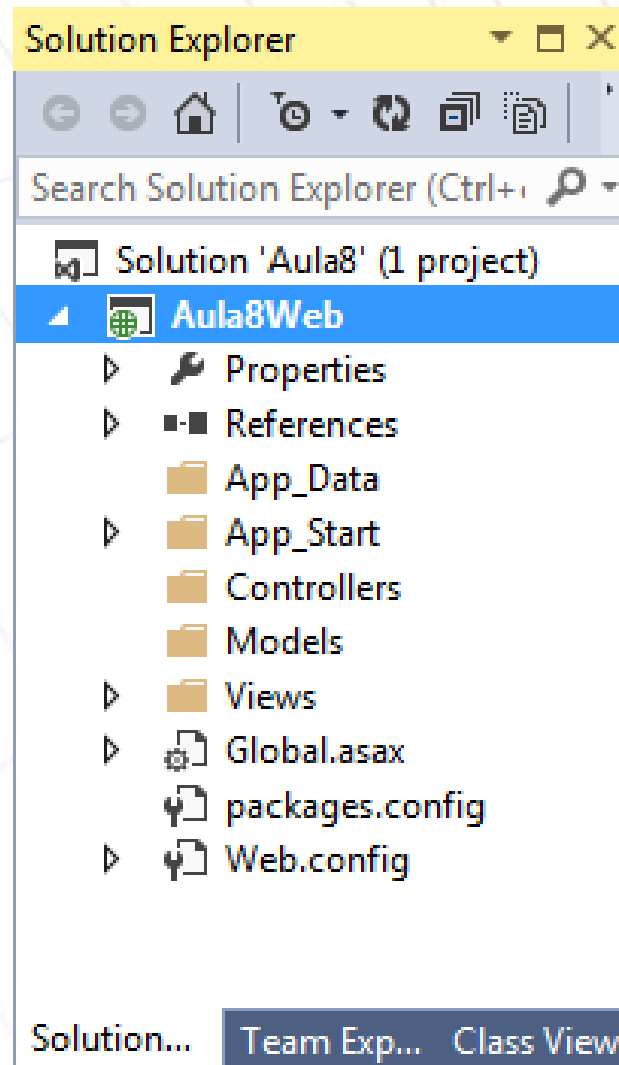 Solution Explorer
Search Solution Explorer (Ctrl+
Solution 'Aula8' (1 project)
Aula8Web
Properties
References
App_Data
App_Start
Controllers
Models
Views
Global.asax
packages.config
Web.config
Solution... Team Exp... Class View